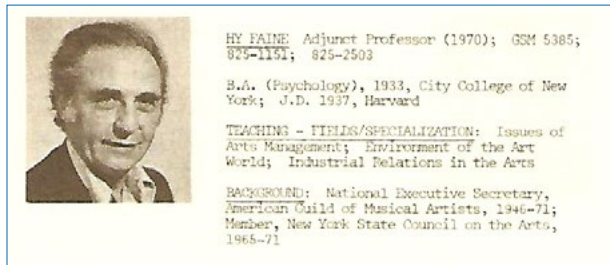 HY FAINE Adjunct Professor (1970); GSM 5385;
825-1151; 825-2503
B.A. (Psychology), 1933, City College of New
York; J.D. 1937, Harvard
TEACHING - FIELDS/SPECIALIZATION: Issues of
Arts Management; Environment of the Art
World; Industrial Relations in the Arts
BACKGROUND: National Executive Secretary,
American Guild of Musical Artists, 1946-71;
Member, New York State Council on the Arts,
1965-71